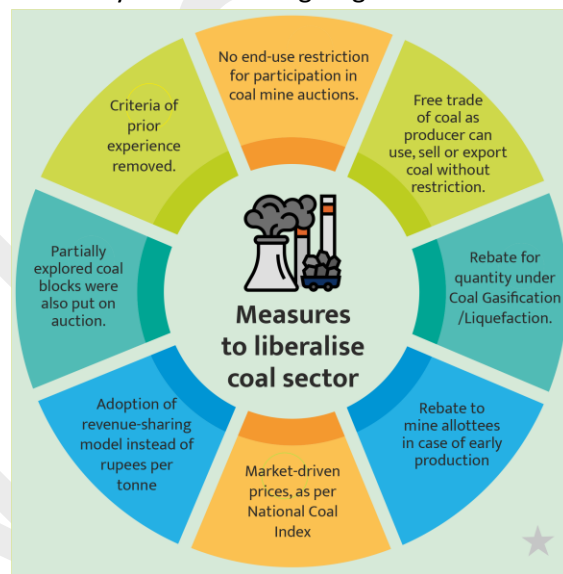 No end-use restriction
for participation in
coal mine auctions.
Free trade
of coal as
producer can
use, sell or export
coal without
restriction.
Rebate for
quantity under
Coal Gasification
/Liquefaction.
Rebate to
mine allottees
in case of early
production
Market-driven
prices, as per
National Coal
Index
Adoption of
revenue-sharing
model instead of
rupees per
tonne
Partially
explored coal
blocks were
also put on
auction.
Criteria of
prior
experience
removed.
Measures
to liberalise
coal sector